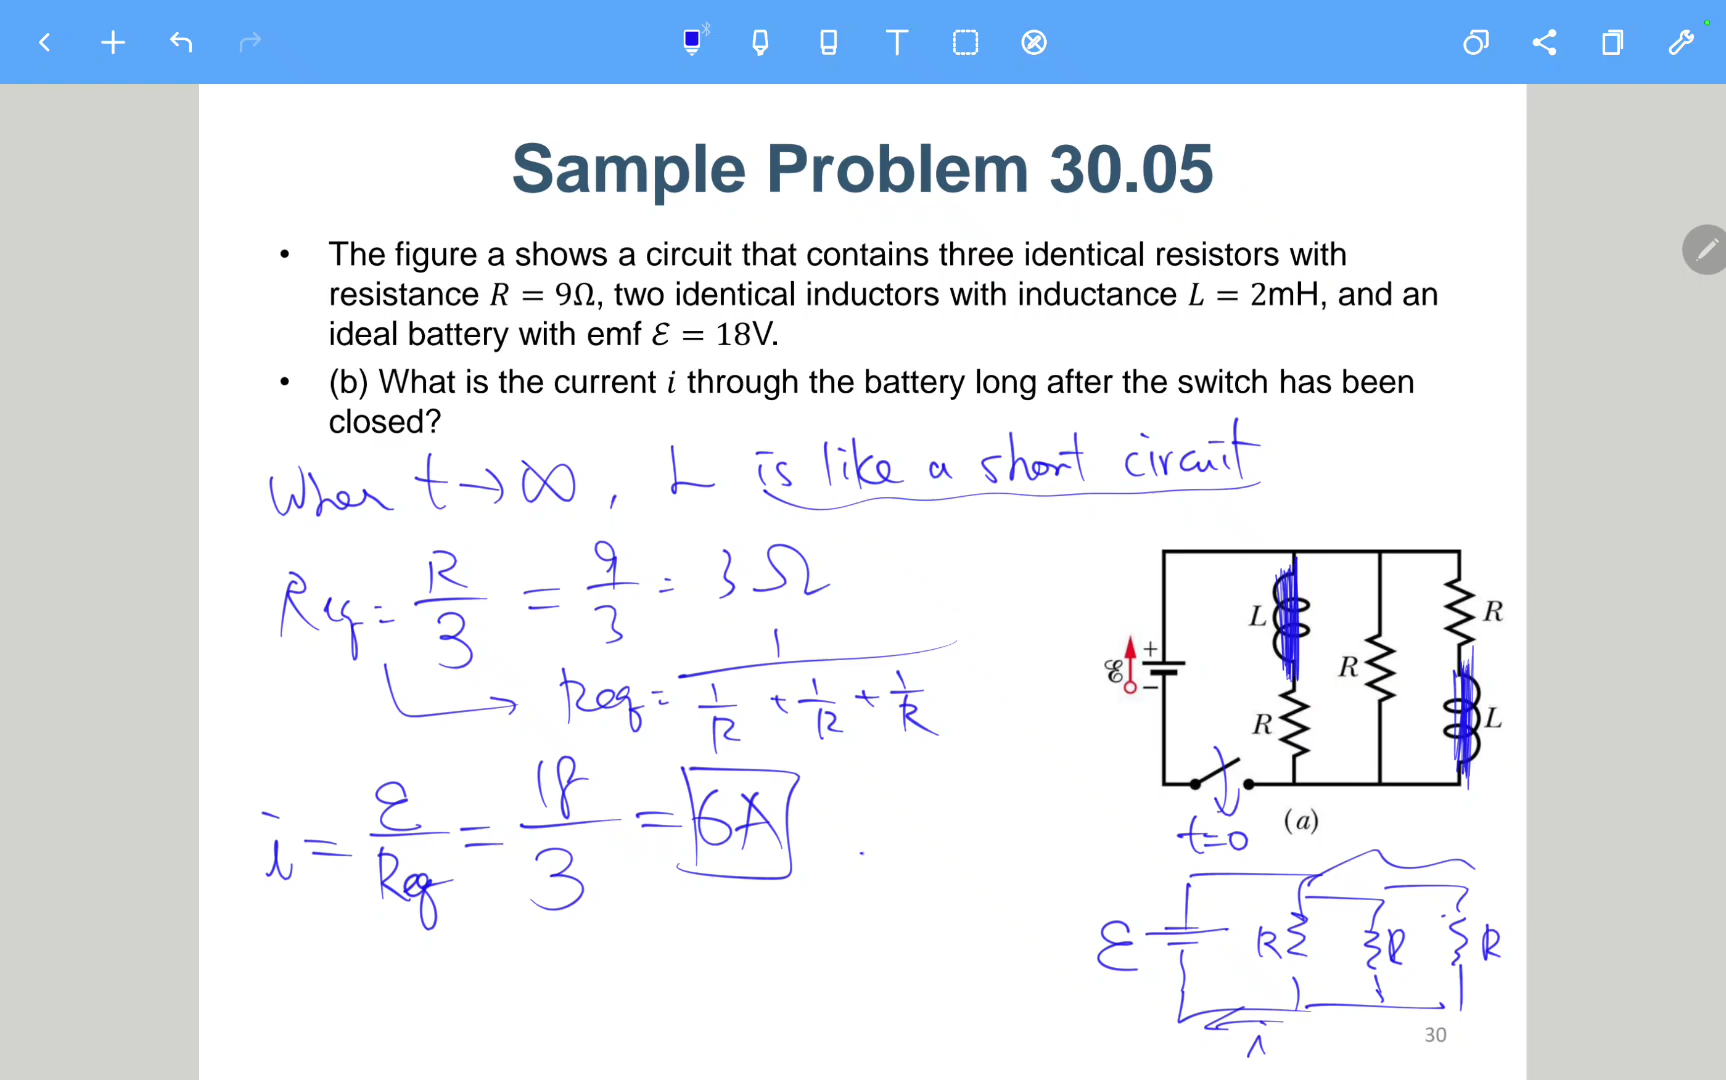 Sample Problem 30.05
• The figure a shows a circuit that contains three identical resistors with
resistance R = 9Ω, two identical inductors with inductance L = 2mH, and an
ideal battery with emf ℰ = 18V.
• (b) What is the current i through the battery long after the switch has been
closed?
When t→∞, L is like a short circuit
Req = R/3 = 9/3 = 3Ω
Req = 1/(1/R + 1/R + 1/R)
i = ℰ/Req = 18/3 = 6A
L
R
ℰ
+
−
R
R
L
t=0
(a)
ℰ
R
R
R
i
30